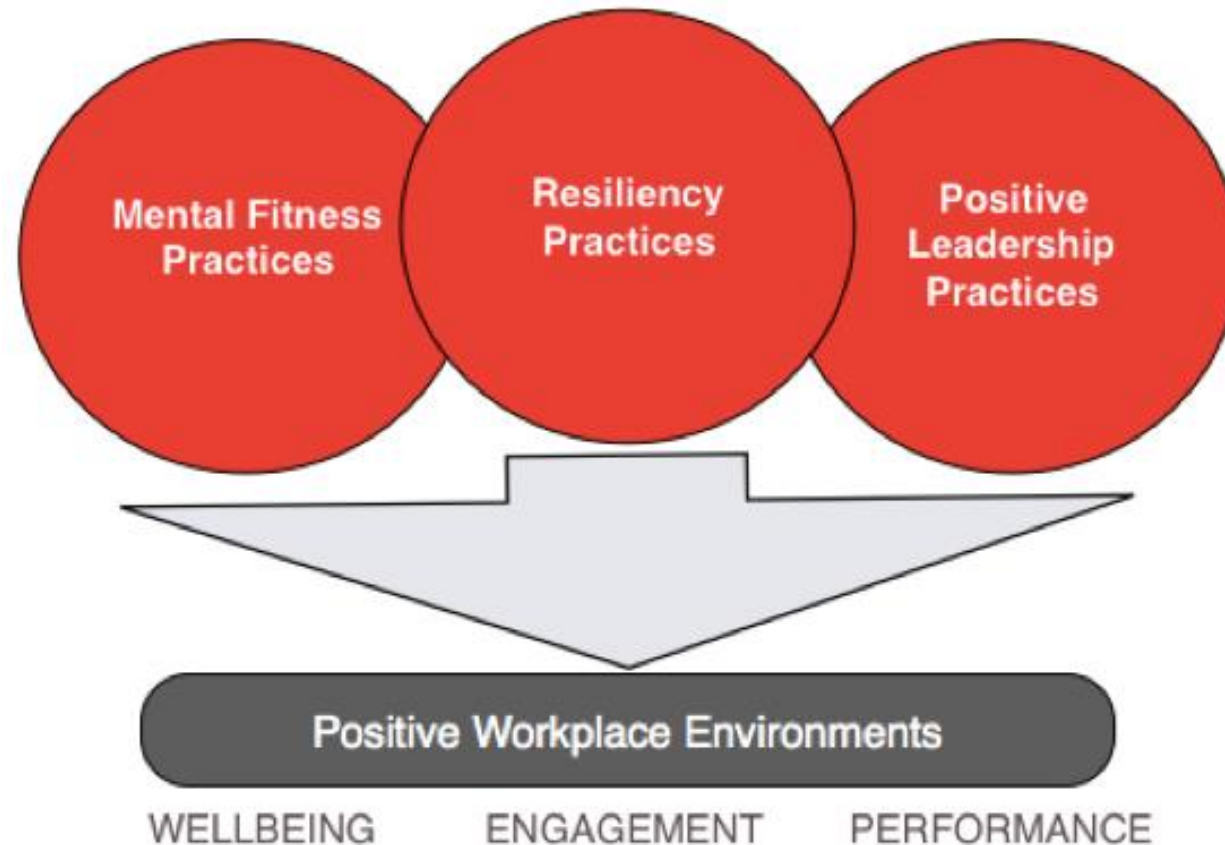 Mental Fitness
Practices
Resiliency
Practices
Positive
Leadership
Practices
Positive Workplace Environments
WELLBEING ENGAGEMENT PERFORMANCE